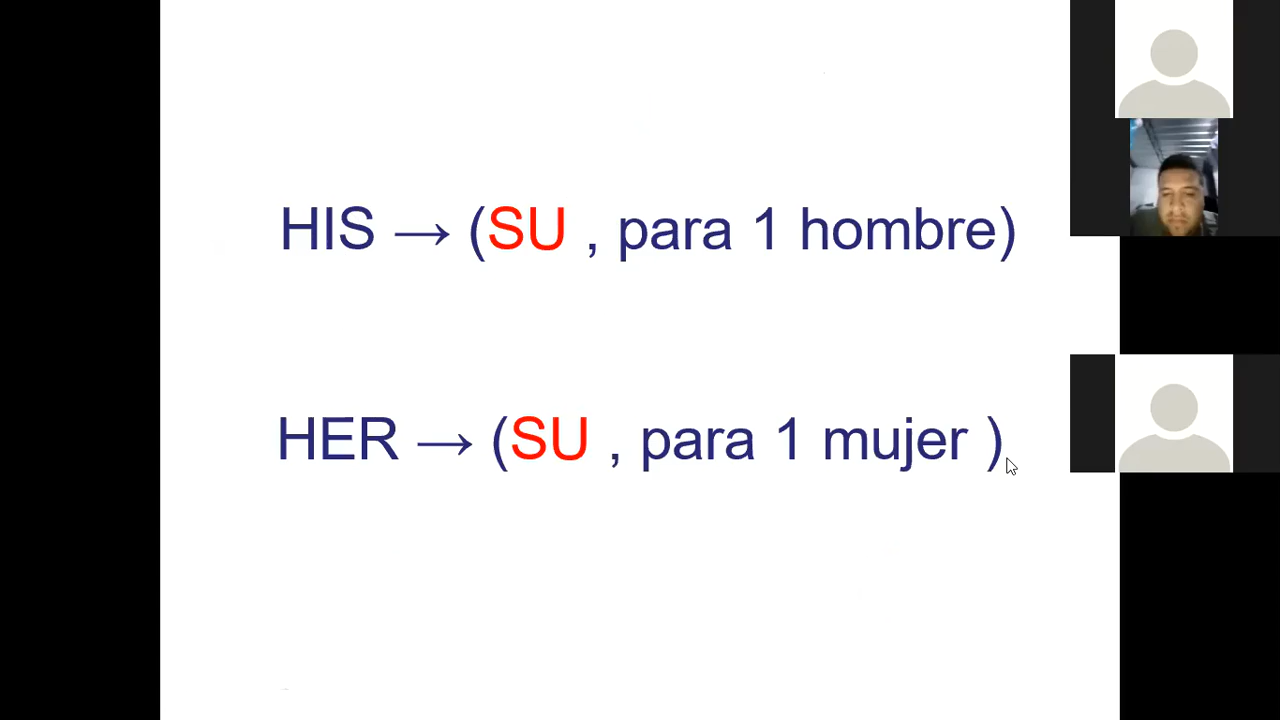 HIS → (SU , para 1 hombre)
HER → (SU , para 1 mujer )